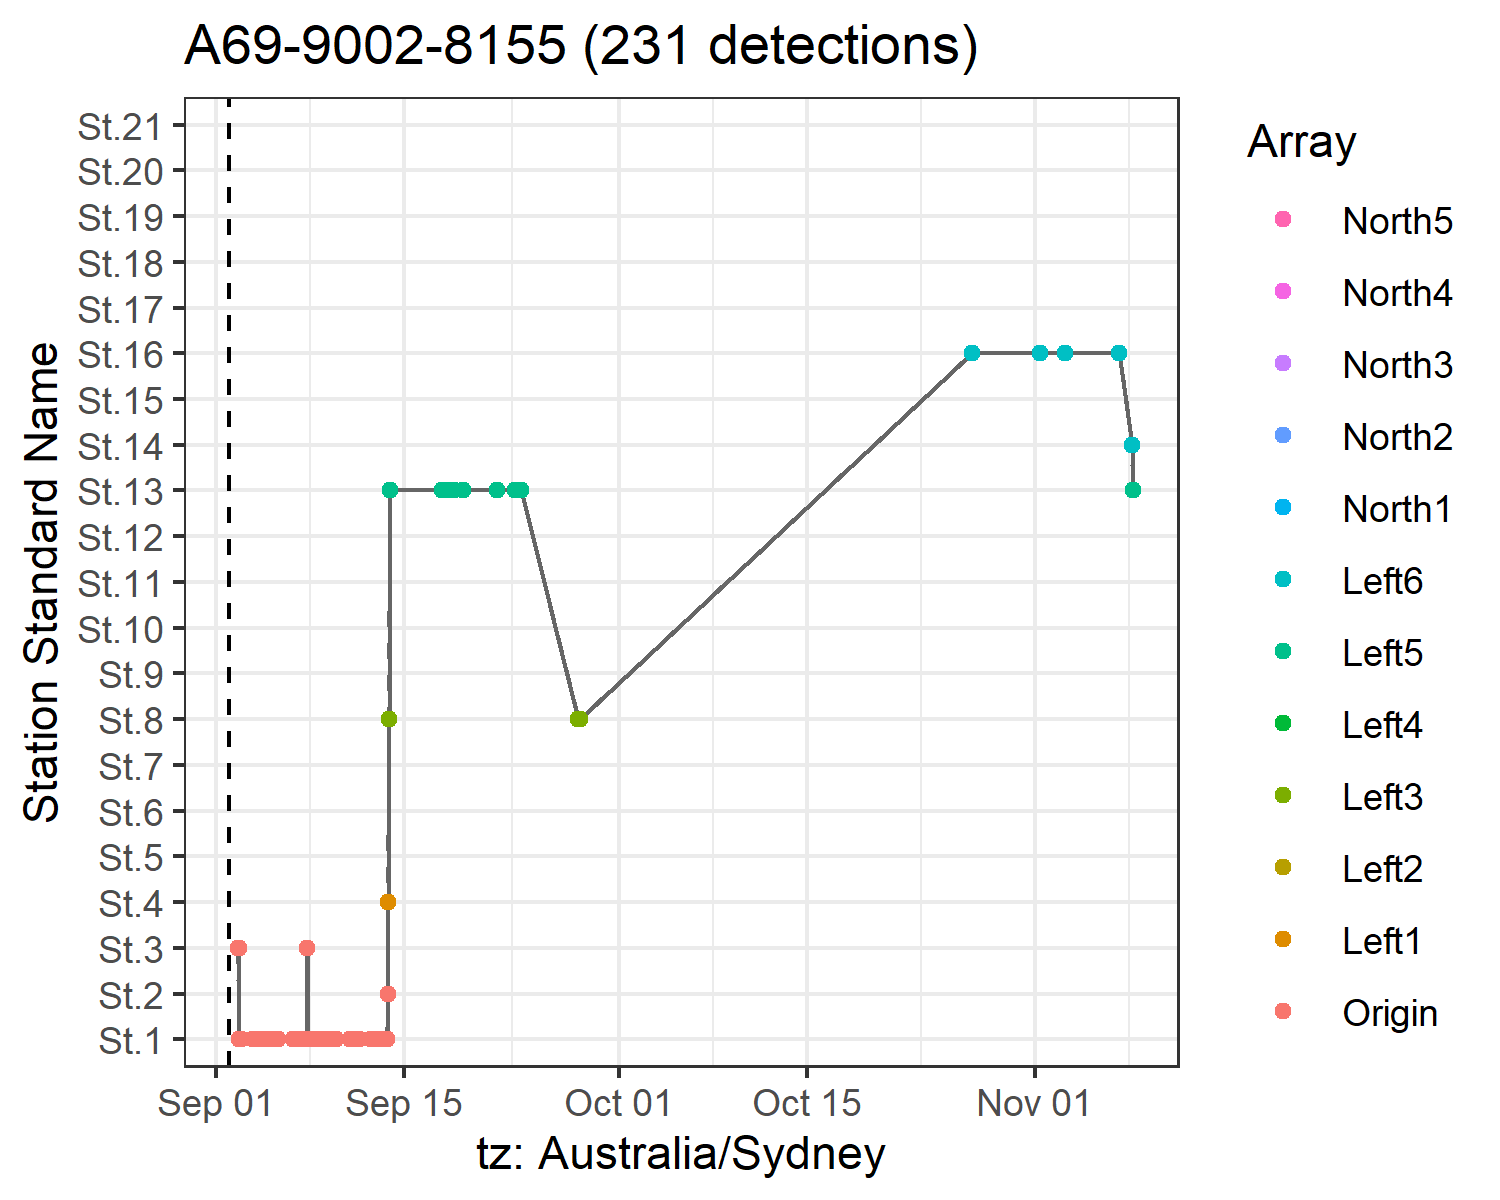 A69-9002-8155 (231 detections)
Station Standard Name
St.21
St.20
St.19
St.18
St.17
St.16
St.15
St.14
St.13
St.12
St.11
St.10
St.9
St.8
St.7
St.6
St.5
St.4
St.3
St.2
St.1
Sep 01
Sep 15
Oct 01
Oct 15
Nov 01
tz: Australia/Sydney
Array
North5
North4
North3
North2
North1
Left6
Left5
Left4
Left3
Left2
Left1
Origin